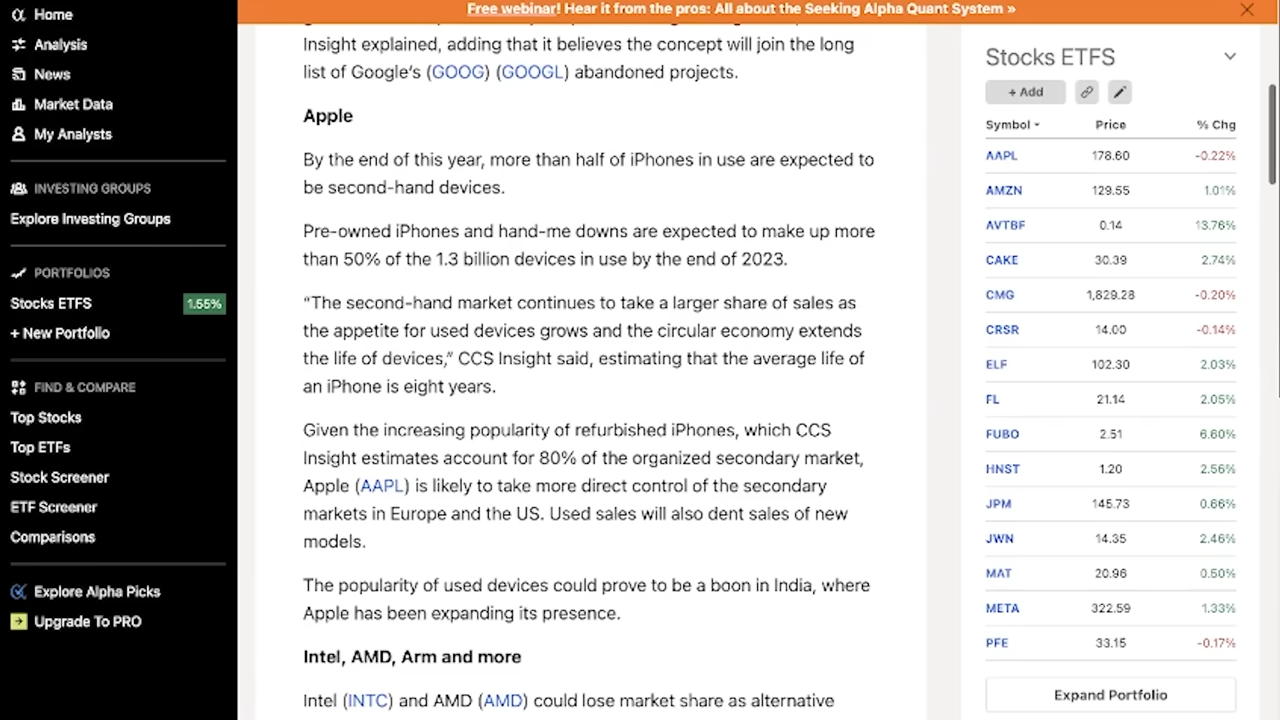 Home
Analysis
News
Market Data
My Analysts
INVESTING GROUPS
Explore Investing Groups
PORTFOLIOS
Stocks ETFS 1.55%
+ New Portfolio
FIND & COMPARE
Top Stocks
Top ETFs
Stock Screener
ETF Screener
Comparisons
Explore Alpha Picks
Upgrade To PRO
Free webinar! Hear it from the pros: All about the Seeking Alpha Quant System »
Insight explained, adding that it believes the concept will join the long
list of Google's (GOOG) (GOOGL) abandoned projects.
Apple
By the end of this year, more than half of iPhones in use are expected to
be second-hand devices.
Pre-owned iPhones and hand-me downs are expected to make up more
than 50% of the 1.3 billion devices in use by the end of 2023.
“The second-hand market continues to take a larger share of sales as
the appetite for used devices grows and the circular economy extends
the life of devices,” CCS Insight said, estimating that the average life of
an iPhone is eight years.
Given the increasing popularity of refurbished iPhones, which CCS
Insight estimates account for 80% of the organized secondary market,
Apple (AAPL) is likely to take more direct control of the secondary
markets in Europe and the US. Used sales will also dent sales of new
models.
The popularity of used devices could prove to be a boon in India, where
Apple has been expanding its presence.
Intel, AMD, Arm and more
Intel (INTC) and AMD (AMD) could lose market share as alternative
Stocks ETFS
+ Add
Symbol Price % Chg
AAPL 178.60 -0.22%
AMZN 129.55 1.01%
AVTBF 0.14 13.76%
CAKE 30.39 2.74%
CMG 1,829.28 -0.20%
CRSR 14.00 -0.14%
ELF 102.30 2.03%
FL 21.14 2.05%
FUBO 2.51 6.60%
HNST 1.20 2.56%
JPM 145.73 0.66%
JWN 14.35 2.46%
MAT 20.96 0.50%
META 322.59 1.33%
PFE 33.15 -0.17%
Expand Portfolio